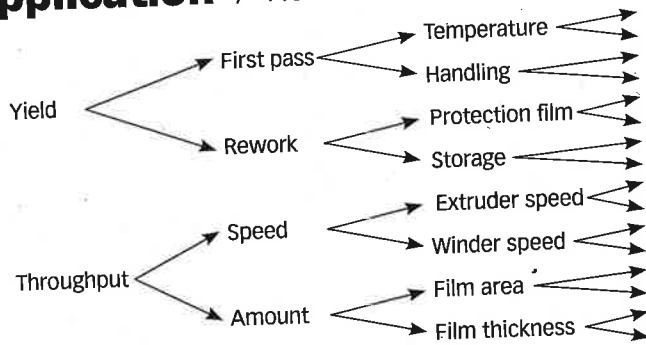 First pass
Temperature
Handling
Yield
Rework
Protection film
Storage
Speed
Extruder speed
Winder speed
Throughput
Amount
Film area
Film thickness